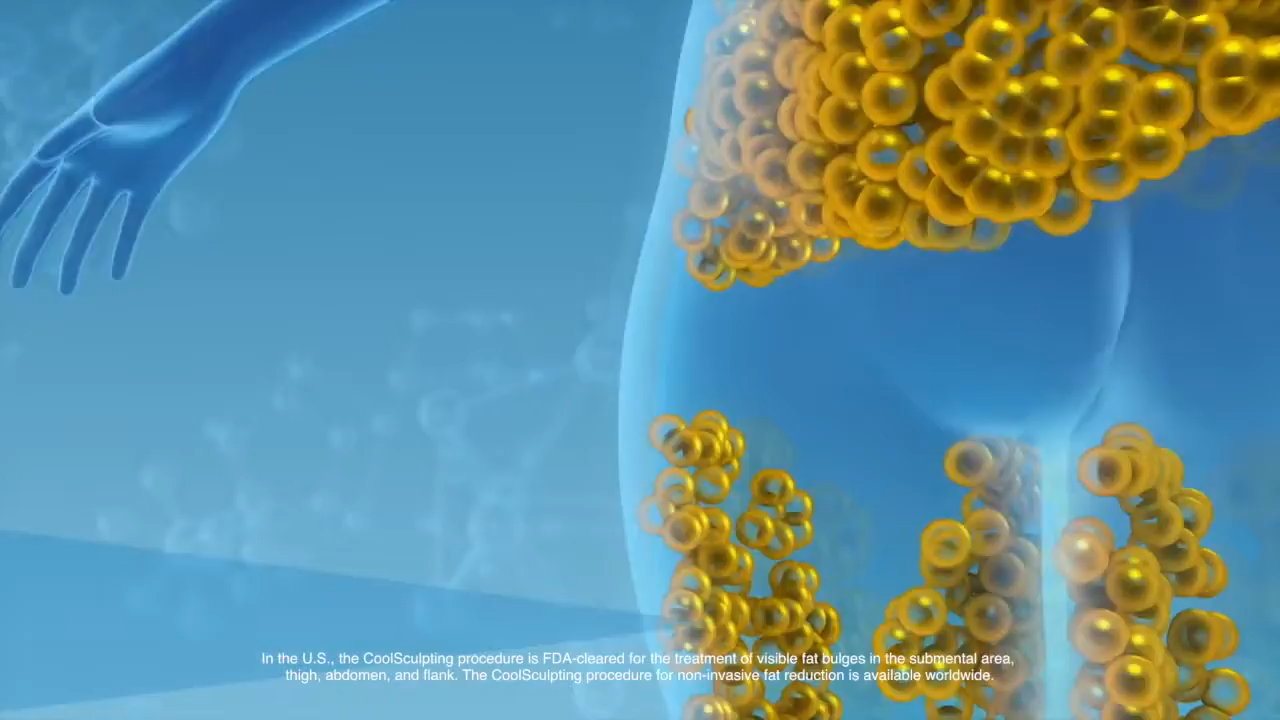 In the U.S., the CoolSculpting procedure is FDA-cleared for the treatment of visible fat bulges in the submental area,
thigh, abdomen, and flank. The CoolSculpting procedure for non-invasive fat reduction is available worldwide.